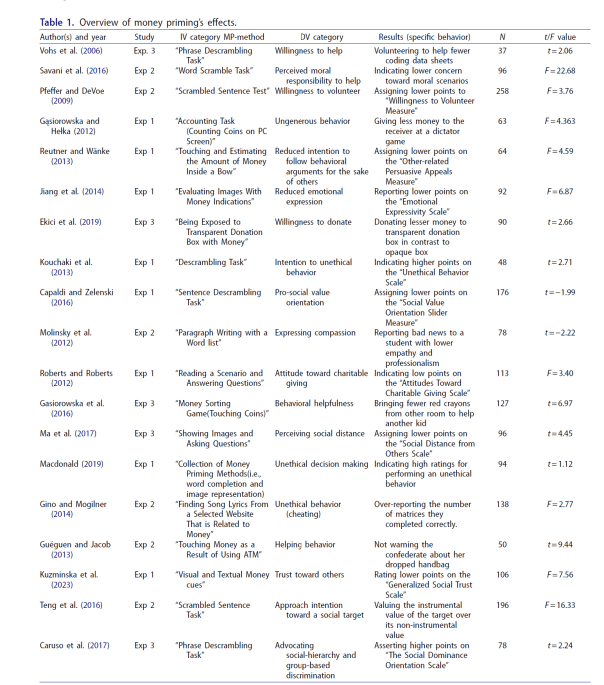 Table 1. Overview of money priming's effects.
Author(s) and year Study IV category MP-method DV category Results (specific behavior) N t/F value
Vohs et al. (2006) Exp. 3 "Phrase Descrambling Willingness to help Volunteering to help fewer 37 t = 2.06
Task" coding data sheets
Savani et al. (2016) Exp 2 "Word Scramble Task" Perceived moral Indicating lower concern 96 F = 22.68
responsibility to help toward moral scenarios
Pfeffer and DeVoe Exp 2 "Scrambled Sentence Test" Willingness to volunteer Assigning lower points to 258 F = 3.76
(2009) "Willingness to Volunteer
Measure"
Gąsiorowska and Exp 1 "Accounting Task Ungenerous behavior Giving less money to the 63 F = 4.363
Hełka (2012) (Counting Coins on PC receiver at a dictator
Screen)" game
Reutner and Wänke Exp 1 "Touching and Estimating Reduced intention to Assigning lower points on 64 F = 4.59
(2013) the Amount of Money follow behavioral the "Other-related
Inside a Bow" arguments for the sake Persuasive Appeals
of others Measure"
Jiang et al. (2014) Exp 1 "Evaluating Images With Reduced emotional Reporting lower points on 92 F = 6.87
Money Indications" expression the "Emotional
Expressivity Scale"
Ekici et al. (2019) Exp 3 "Being Exposed to Willingness to donate Donating lesser money to 90 t = 2.66
Transparent Donation transparent donation
Box with Money" box in contrast to
opaque box
Kouchaki et al. Exp 1 "Descrambling Task" Intention to unethical Indicating higher points on 48 t = 2.71
(2013) behavior the "Unethical Behavior
Scale"
Capaldi and Zelenski Exp 1 "Sentence Descrambling Pro-social value Assigning lower points on 176 t = −1.99
(2016) Task" orientation the "Social Value
Orientation Slider
Measure"
Molinsky et al. Exp 2 "Paragraph Writing with a Expressing compassion Reporting bad news to a 78 t = −2.22
(2012) Word list" student with lower
empathy and
professionalism
Roberts and Roberts Exp 1 "Reading a Scenario and Attitude toward charitable Indicating low points on 113 F = 3.40
(2012) Answering Questions" giving the "Attitudes Toward
Charitable Giving Scale"
Gasiorowska et al. Exp 3 "Money Sorting Behavioral helpfulness Bringing fewer red crayons 127 t = 6.97
(2016) Game(Touching Coins)" from other room to help
another kid
Ma et al. (2017) Exp 3 "Showing Images and Perceiving social distance Assigning lower points on 96 t = 4.45
Asking Questions" the "Social Distance from
Others Scale"
Macdonald (2019) Exp 1 "Collection of Money Unethical decision making Indicating high ratings for 94 t = 1.12
Priming Methods(i.e., performing an unethical
word completion and behavior
image representation)
Gino and Mogilner Exp 2 "Finding Song Lyrics From Unethical behavior Over-reporting the number 138 F = 2.77
(2014) a Selected Website (cheating) of matrices they
That is Related to completed correctly.
Money"
Guéguen and Jacob Exp 2 "Touching Money as a Helping behavior Not warning the 50 t = 9.44
(2013) Result of Using ATM" confederate about her
dropped handbag
Kuzminska et al. Exp 1 "Visual and Textual Money Trust toward others Rating lower points on the 106 F = 7.56
(2023) cues" "Generalized Social Trust
Scale"
Teng et al. (2016) Exp 2 "Scrambled Sentence Approach intention Valuing the instrumental 196 F = 16.33
Task" toward a social target value of the target over
its non-instrumental
value
Caruso et al. (2017) Exp 3 "Phrase Descrambling Advocating Asserting higher points on 78 t = 2.24
Task" social-hierarchy and "The Social Dominance
group-based Orientation Scale"
discrimination